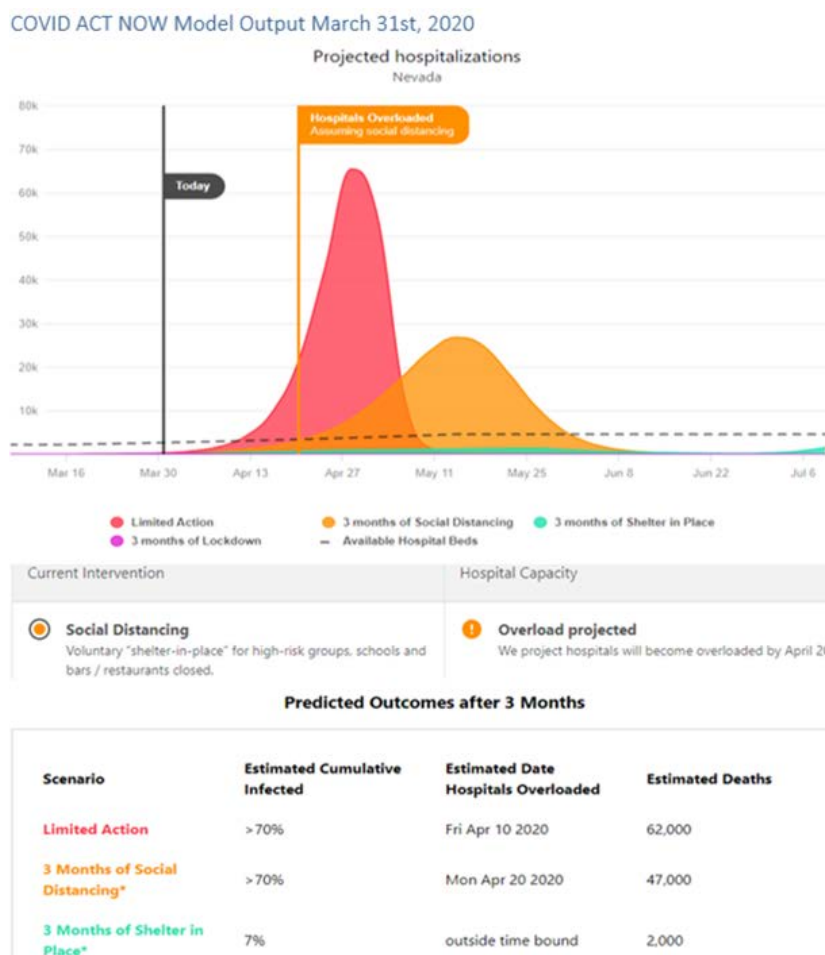 COVID ACT NOW Model Output March 31st, 2020
Projected hospitalizations
Nevada
80k
Hospitals Overloaded
Assuming social distancing
70k
Today
60k
50k
40k
30k
20k
10k
Mar 16 Mar 30 Apr 13 Apr 27 May 11 May 25 Jun 8 Jun 22 Jul 6
Limited Action 3 months of Social Distancing 3 months of Shelter in Place
3 months of Lockdown Available Hospital Beds
Current Intervention Hospital Capacity
Social Distancing Overload projected
Voluntary "shelter-in-place" for high-risk groups, schools and We project hospitals will become overloaded by April
bars / restaurants closed.
Predicted Outcomes after 3 Months
Scenario Estimated Cumulative Infected Estimated Date Hospitals Overloaded Estimated Deaths
Limited Action >70% Fri Apr 10 2020 62,000
3 Months of Social Distancing* >70% Mon Apr 20 2020 47,000
3 Months of Shelter in Place* 7% outside time bound 2,000